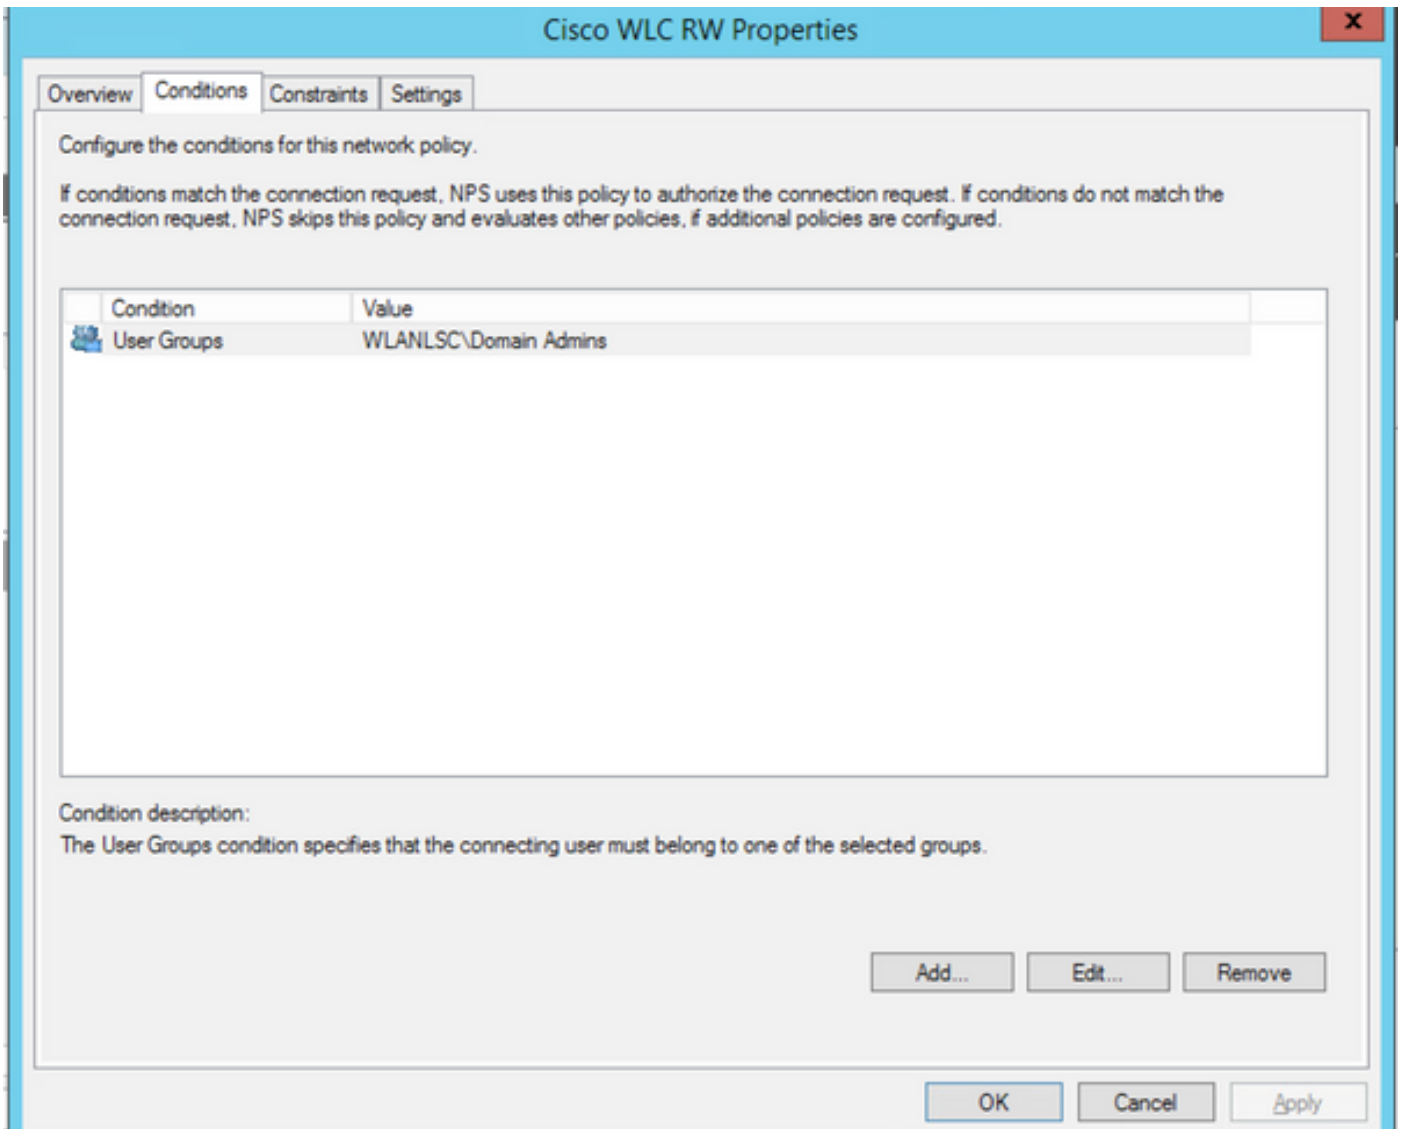 Cisco WLC RW Properties
x
Overview Conditions Constraints Settings
Configure the conditions for this network policy.
If conditions match the connection request, NPS uses this policy to authorize the connection request. If conditions do not match the
connection request, NPS skips this policy and evaluates other policies, if additional policies are configured.
Condition Value
User Groups WLANLSC\Domain Admins
Condition description:
The User Groups condition specifies that the connecting user must belong to one of the selected groups.
Add... Edit... Remove
OK Cancel Apply